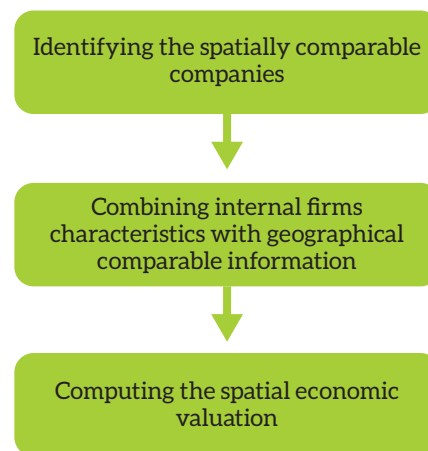 Identifying the spatially comparable
companies
Combining internal firms
characteristics with geographical
comparable information
Computing the spatial economic
valuation